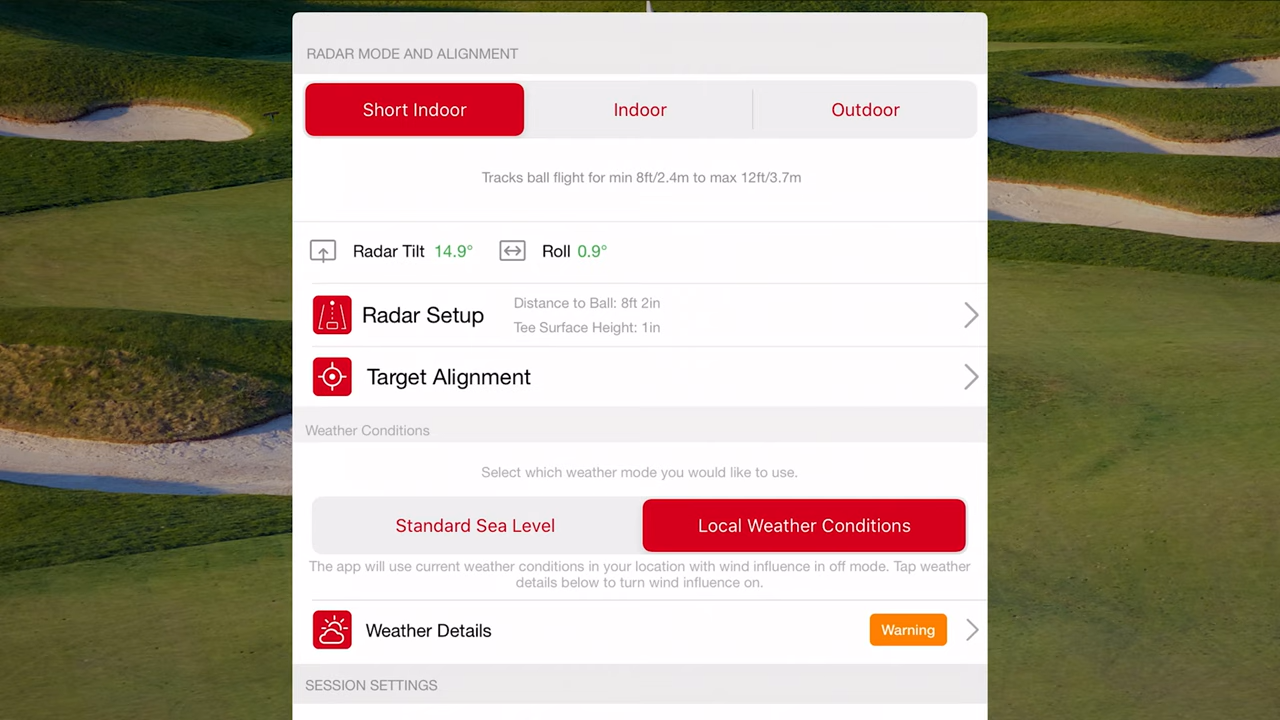 RADAR MODE AND ALIGNMENT
Short Indoor Indoor Outdoor
Tracks ball flight for min 8ft/2.4m to max 12ft/3.7m
Radar Tilt 14.9° Roll 0.9°
Radar Setup
Distance to Ball: 8ft 2in
Tee Surface Height: 1in
Target Alignment
Weather Conditions
Select which weather mode you would like to use.
Standard Sea Level Local Weather Conditions
The app will use current weather conditions in your location with wind influence in off mode. Tap weather
details below to turn wind influence on.
Weather Details Warning
SESSION SETTINGS